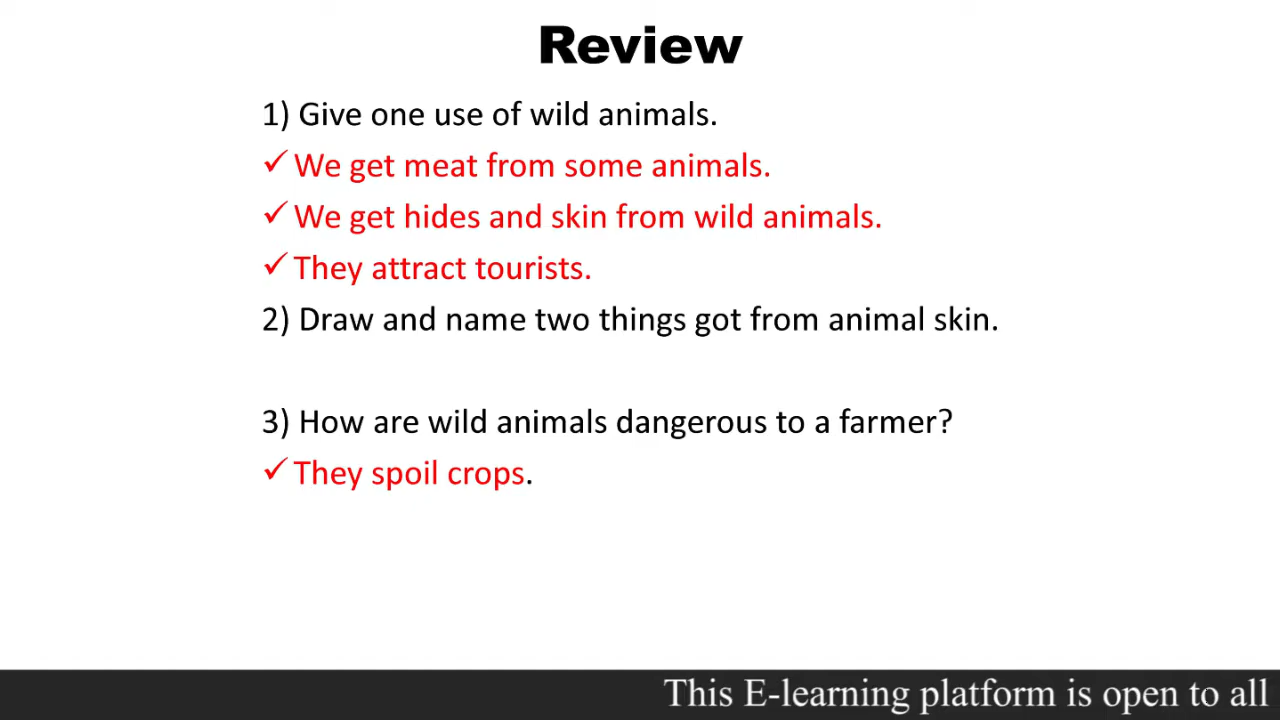 Review
1) Give one use of wild animals.
✓ We get meat from some animals.
✓ We get hides and skin from wild animals.
✓ They attract tourists.
2) Draw and name two things got from animal skin.
3) How are wild animals dangerous to a farmer?
✓ They spoil crops.
This E-learning platform is open to all